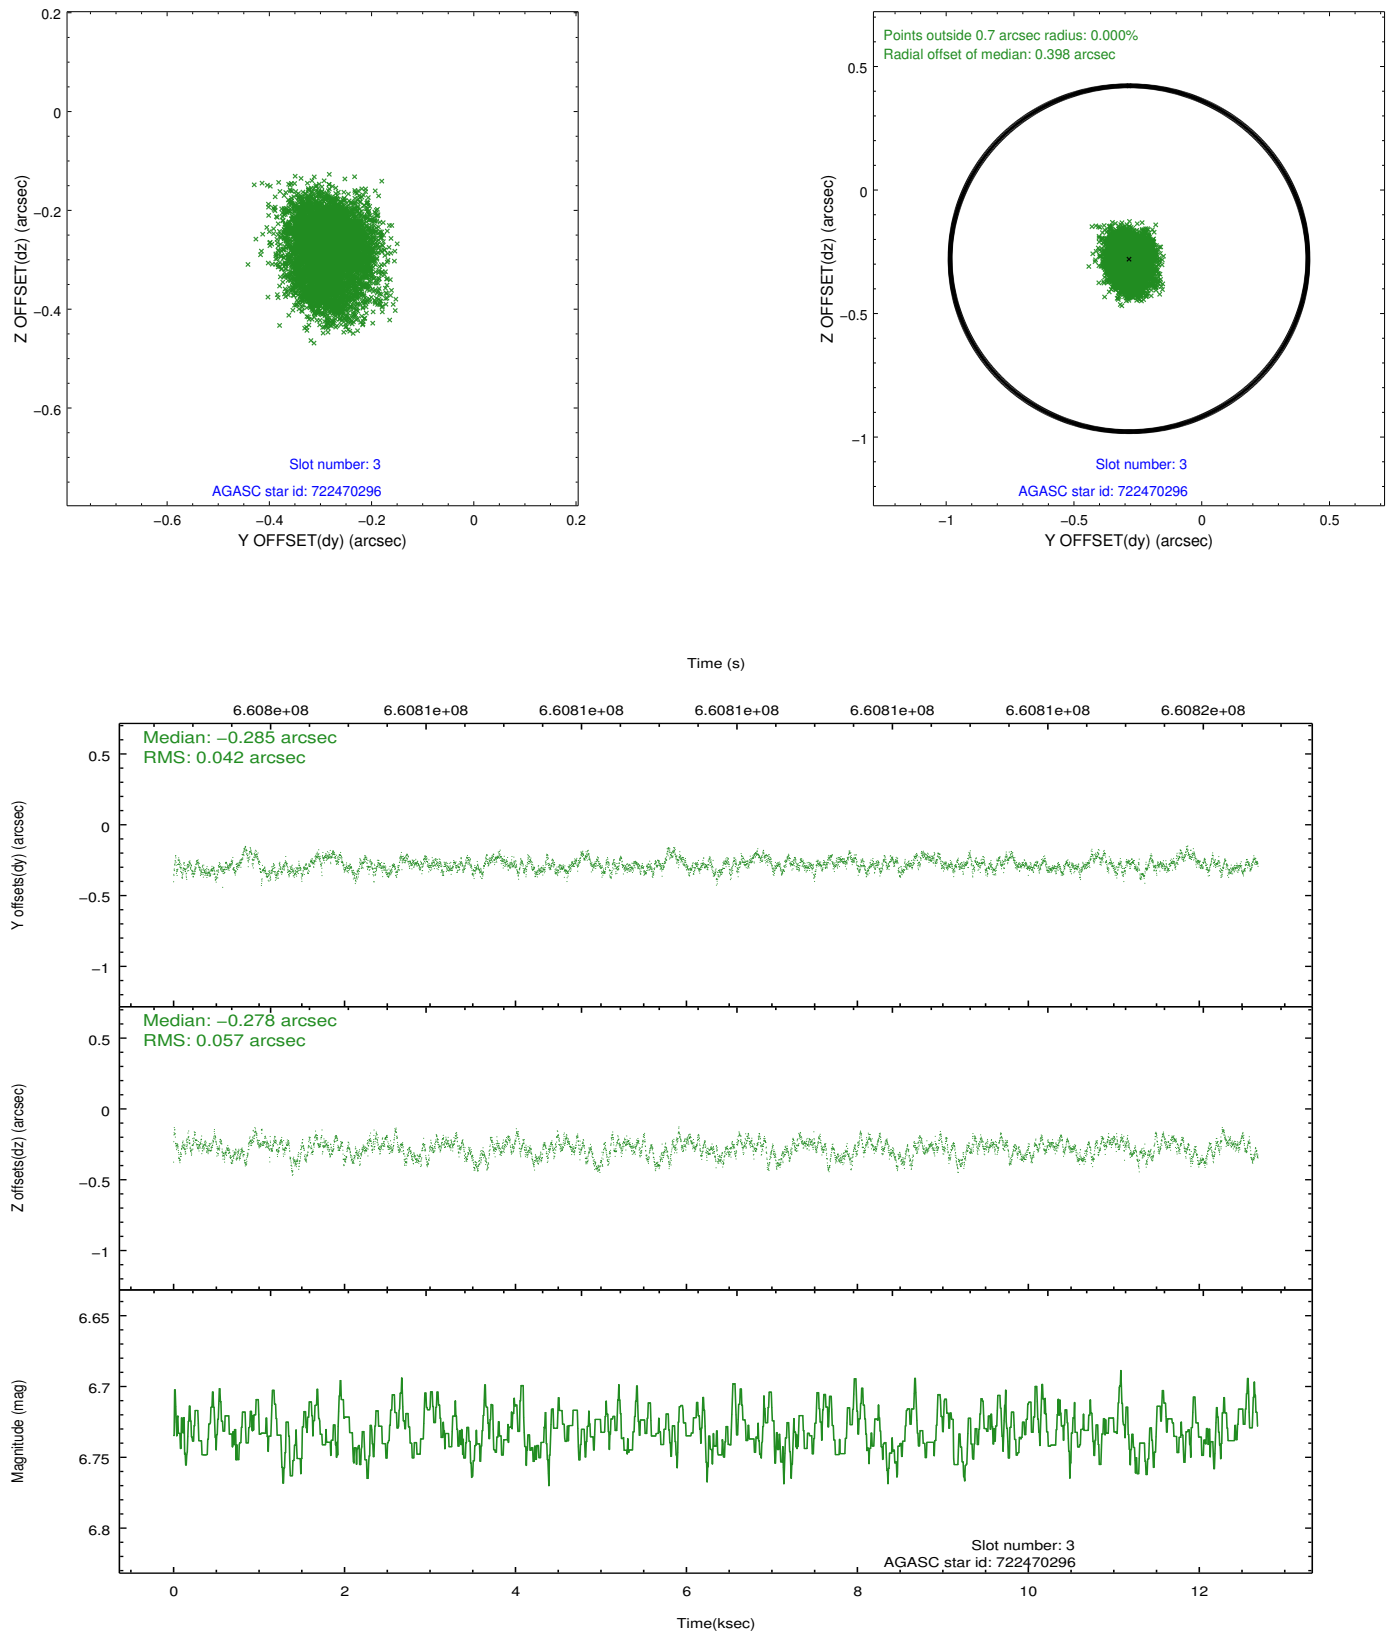 0.2
0
−0.2
−0.4
−0.6
Z OFFSET(dz) (arcsec)
Slot number: 3
AGASC star id: 722470296
−0.6 −0.4 −0.2 0 0.2
Y OFFSET(dy) (arcsec)
Points outside 0.7 arcsec radius: 0.000%
Radial offset of median: 0.398 arcsec
0.5
0
−0.5
−1
Z OFFSET(dz) (arcsec)
Slot number: 3
AGASC star id: 722470296
−1 −0.5 0 0.5
Y OFFSET(dy) (arcsec)
Time (s)
6.608e+08 6.6081e+08 6.6081e+08 6.6081e+08 6.6081e+08 6.6081e+08 6.6082e+08
Median: −0.285 arcsec
RMS: 0.042 arcsec
0.5
0
−0.5
−1
Y offsets(dy) (arcsec)
Median: −0.278 arcsec
RMS: 0.057 arcsec
0.5
0
−0.5
−1
Z offsets(dz) (arcsec)
6.65
6.7
6.75
6.8
Magnitude (mag)
Slot number: 3
AGASC star id: 722470296
0 2 4 6 8 10 12
Time(ksec)